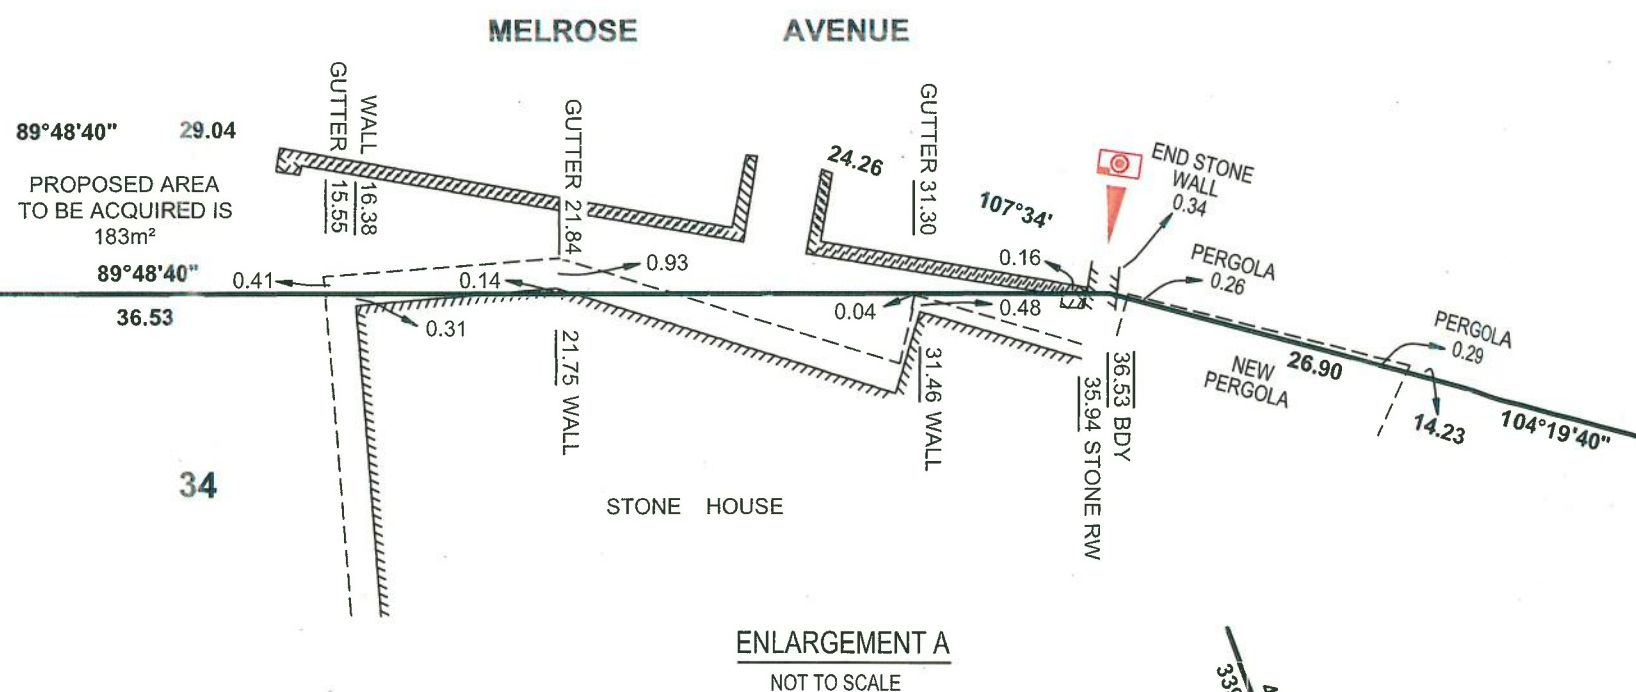 MELROSE AVENUE
89°48'40" 29.04
PROPOSED AREA
TO BE ACQUIRED IS
183m²
89°48'40"
36.53
GUTTER 15.55
WALL 16.38
GUTTER 21.84
24.26
GUTTER 31.30
107°34'
END STONE
WALL
0.34
0.41
0.14
0.93
0.31
0.16
0.04
0.48
PERGOLA
0.26
PERGOLA
0.29
NEW
PERGOLA
26.90
14.23
104°19'40"
21.75 WALL
31.46 WALL
36.53 BDY
35.94 STONE RW
34
STONE HOUSE
ENLARGEMENT A
NOT TO SCALE